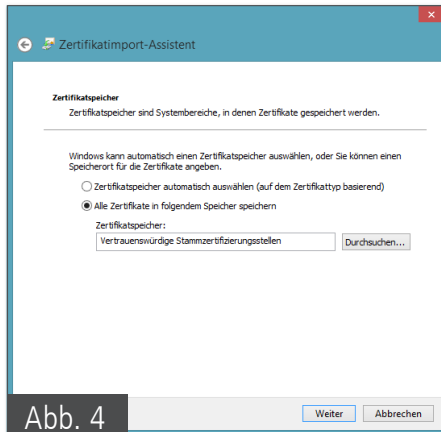 Zertifikatimport-Assistent
Zertifikatspeicher
Zertifikatspeicher sind Systembereiche, in denen Zertifikate gespeichert werden.
Windows kann automatisch einen Zertifikatspeicher auswählen, oder Sie können einen
Speicherort für die Zertifikate angeben.
Zertifikatspeicher automatisch auswählen (auf dem Zertifikattyp basierend)
Alle Zertifikate in folgendem Speicher speichern
Zertifikatspeicher:
Vertrauenswürdige Stammzertifizierungsstellen
Durchsuchen...
Weiter
Abbrechen
Abb. 4